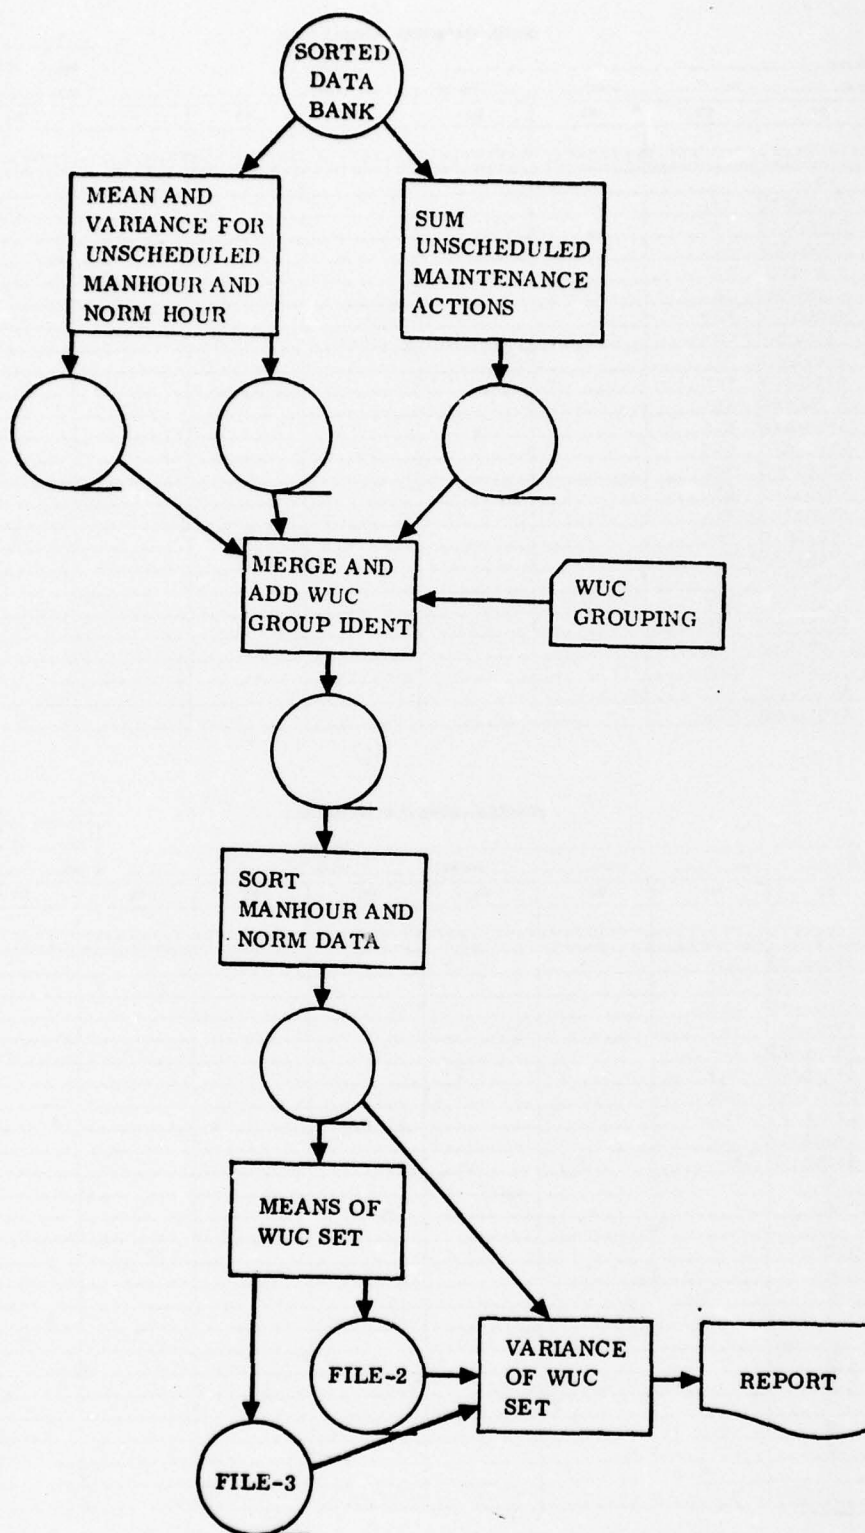 SORTED
DATA
BANK
MEAN AND
VARIANCE FOR
UNSCHEDULED
MANHOUR AND
NORM HOUR
SUM
UNSCHEDULED
MAINTENANCE
ACTIONS
MERGE AND
ADD WUC
GROUP IDENT
WUC
GROUPING
SORT
MANHOUR AND
NORM DATA
MEANS OF
WUC SET
FILE-2
VARIANCE
OF WUC
SET
REPORT
FILE-3